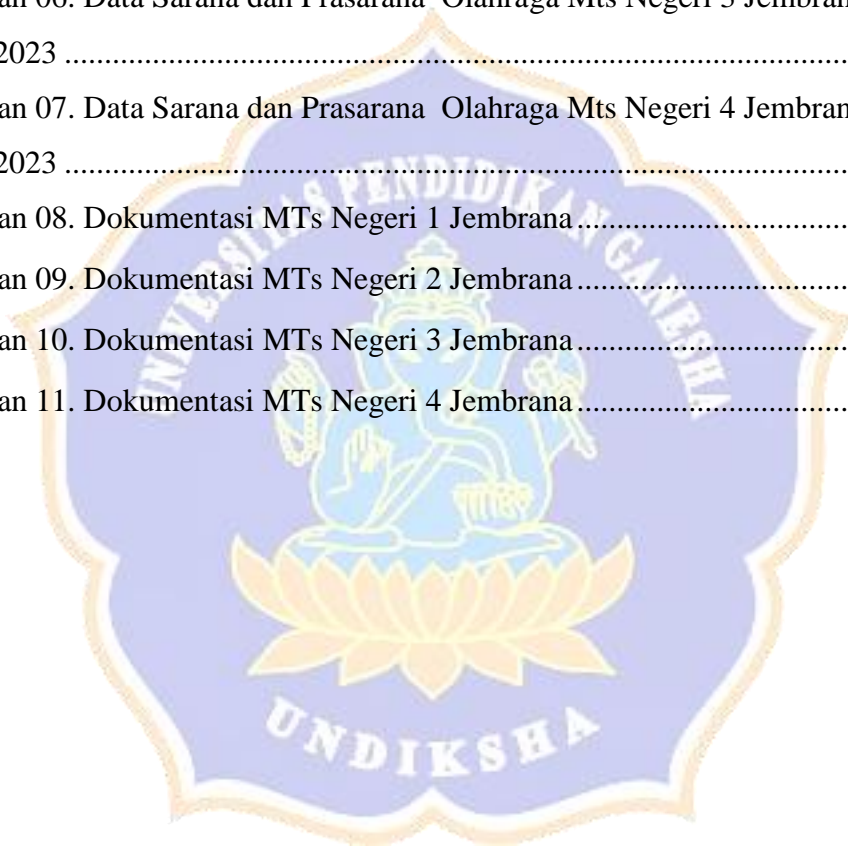 an 06. Data Sarana dan Prasarana  Olahraga Mts Negeri 3 Jembran
2023 ....................................................................................................
an 07. Data Sarana dan Prasarana  Olahraga Mts Negeri 4 Jembran
2023 ....................................................................................................
an 08. Dokumentasi MTs Negeri 1 Jembrana ..................................
an 09. Dokumentasi MTs Negeri 2 Jembrana ..................................
an 10. Dokumentasi MTs Negeri 3 Jembrana ..................................
an 11. Dokumentasi MTs Negeri 4 Jembrana ..................................
UNIVERSITAS PENDIDIKAN GANESHA
UNDIKSHA